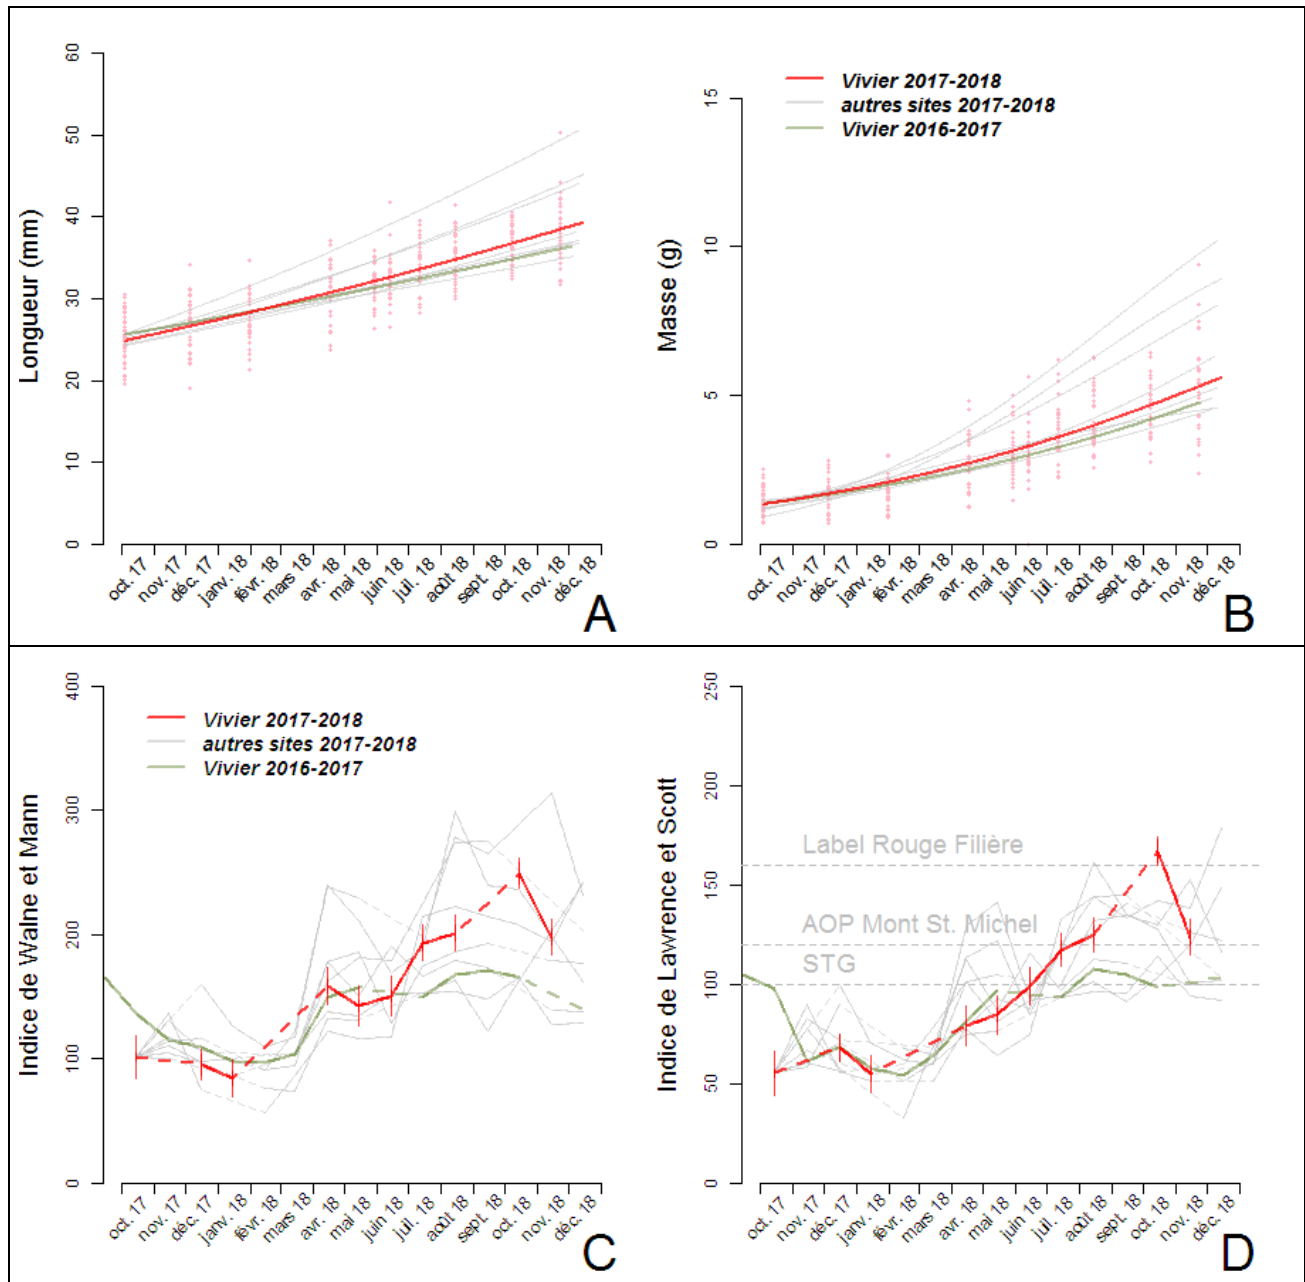 60
50
40
30
20
10
0
Longueur (mm)
oct. 17
nov. 17
déc. 17
janv. 18
févr. 18
mars 18
avr. 18
mai 18
juin 18
juil. 18
août 18
sept. 18
oct. 18
nov. 18
déc. 18
A
Vivier 2017-2018
autres sites 2017-2018
Vivier 2016-2017
15
10
5
0
Masse (g)
oct. 17
nov. 17
déc. 17
janv. 18
févr. 18
mars 18
avr. 18
mai 18
juin 18
juil. 18
août 18
sept. 18
oct. 18
nov. 18
déc. 18
B
400
300
200
100
0
Indice de Walne et Mann
Vivier 2017-2018
autres sites 2017-2018
Vivier 2016-2017
oct. 17
nov. 17
déc. 17
janv. 18
févr. 18
mars 18
avr. 18
mai 18
juin 18
juil. 18
août 18
sept. 18
oct. 18
nov. 18
déc. 18
C
250
200
150
100
50
0
Indice de Lawrence et Scott
Label Rouge Filière
AOP Mont St. Michel
STG
oct. 17
nov. 17
déc. 17
janv. 18
févr. 18
mars 18
avr. 18
mai 18
juin 18
juil. 18
août 18
sept. 18
oct. 18
nov. 18
déc. 18
D